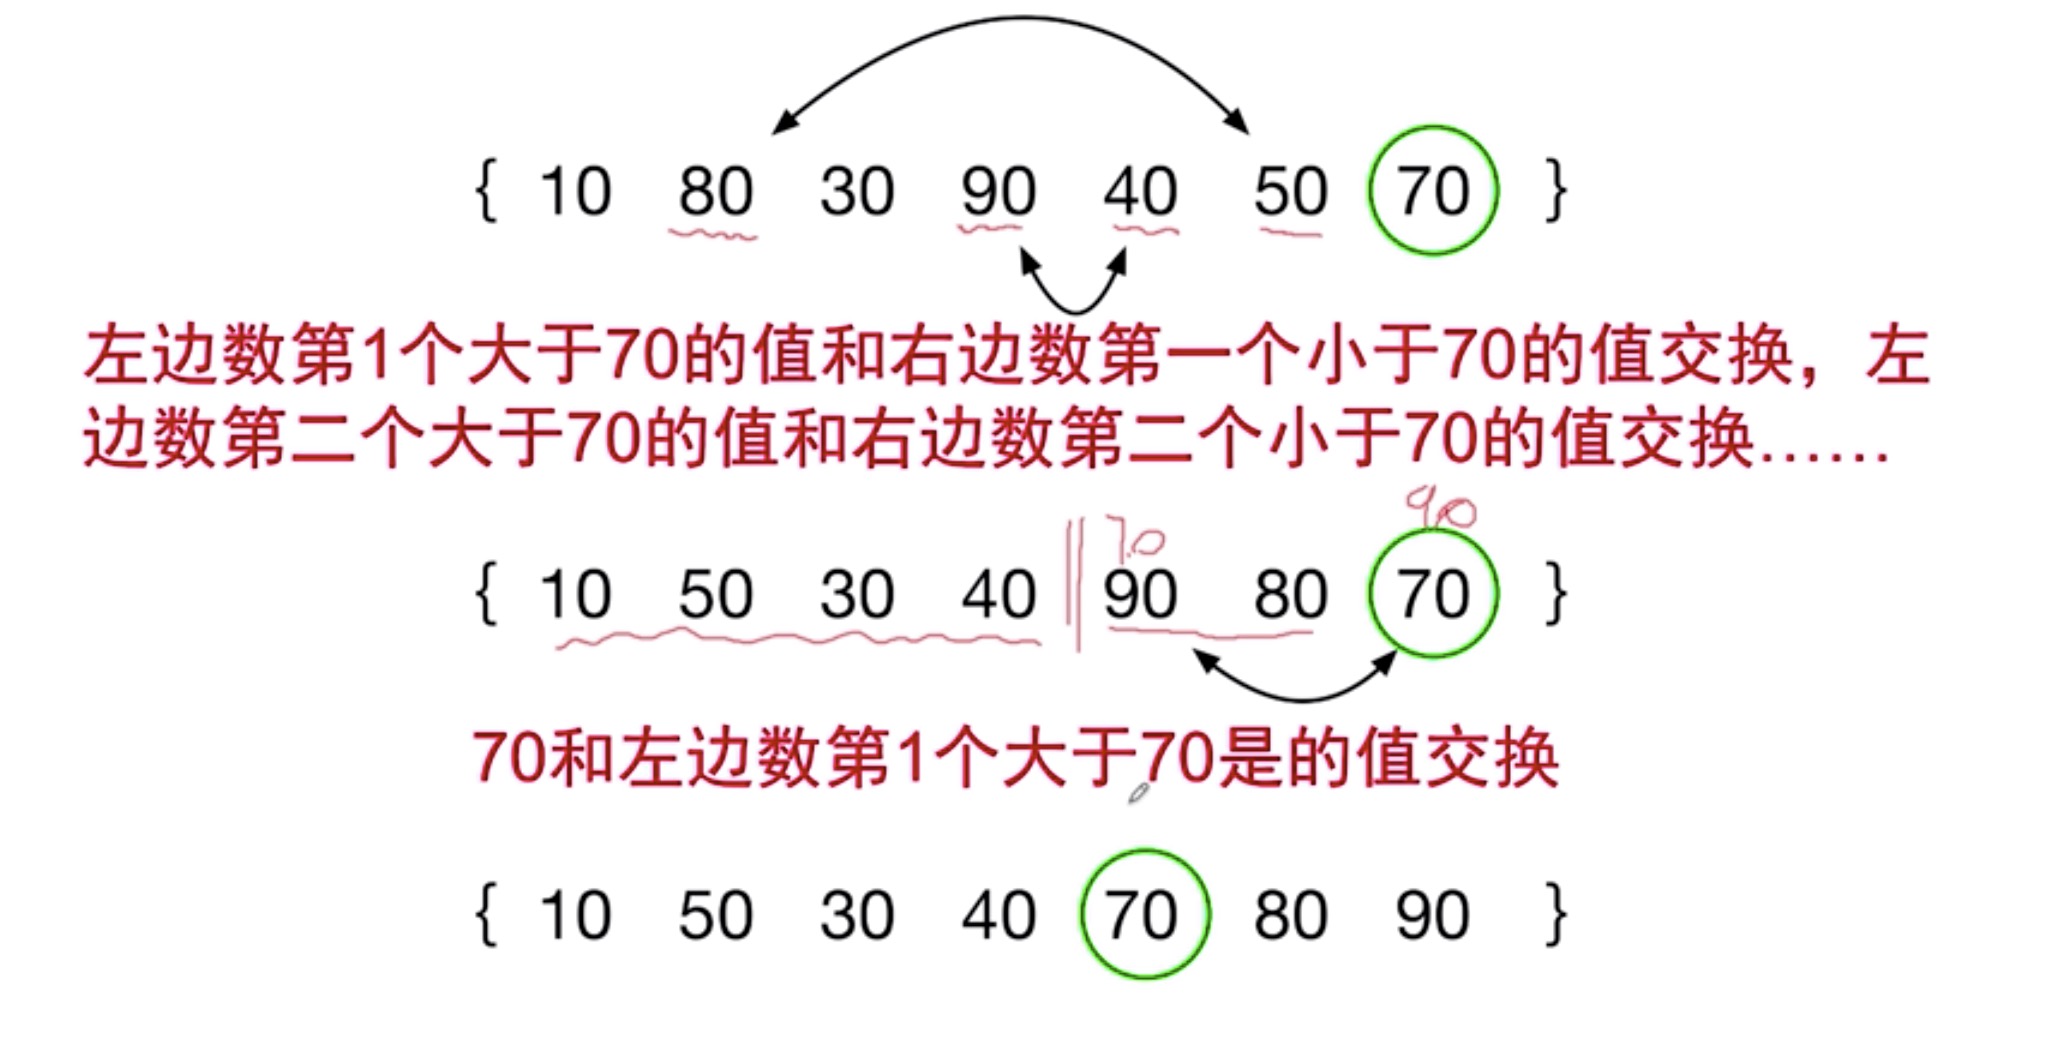 { 10 80 30 90 40 50 70 }
左边数第1个大于70的值和右边数第一个小于70的值交换，左
边数第二个大于70的值和右边数第二个小于70的值交换……
70 90
{ 10 50 30 40 90 80 70 }
70和左边数第1个大于70是的值交换
{ 10 50 30 40 70 80 90 }